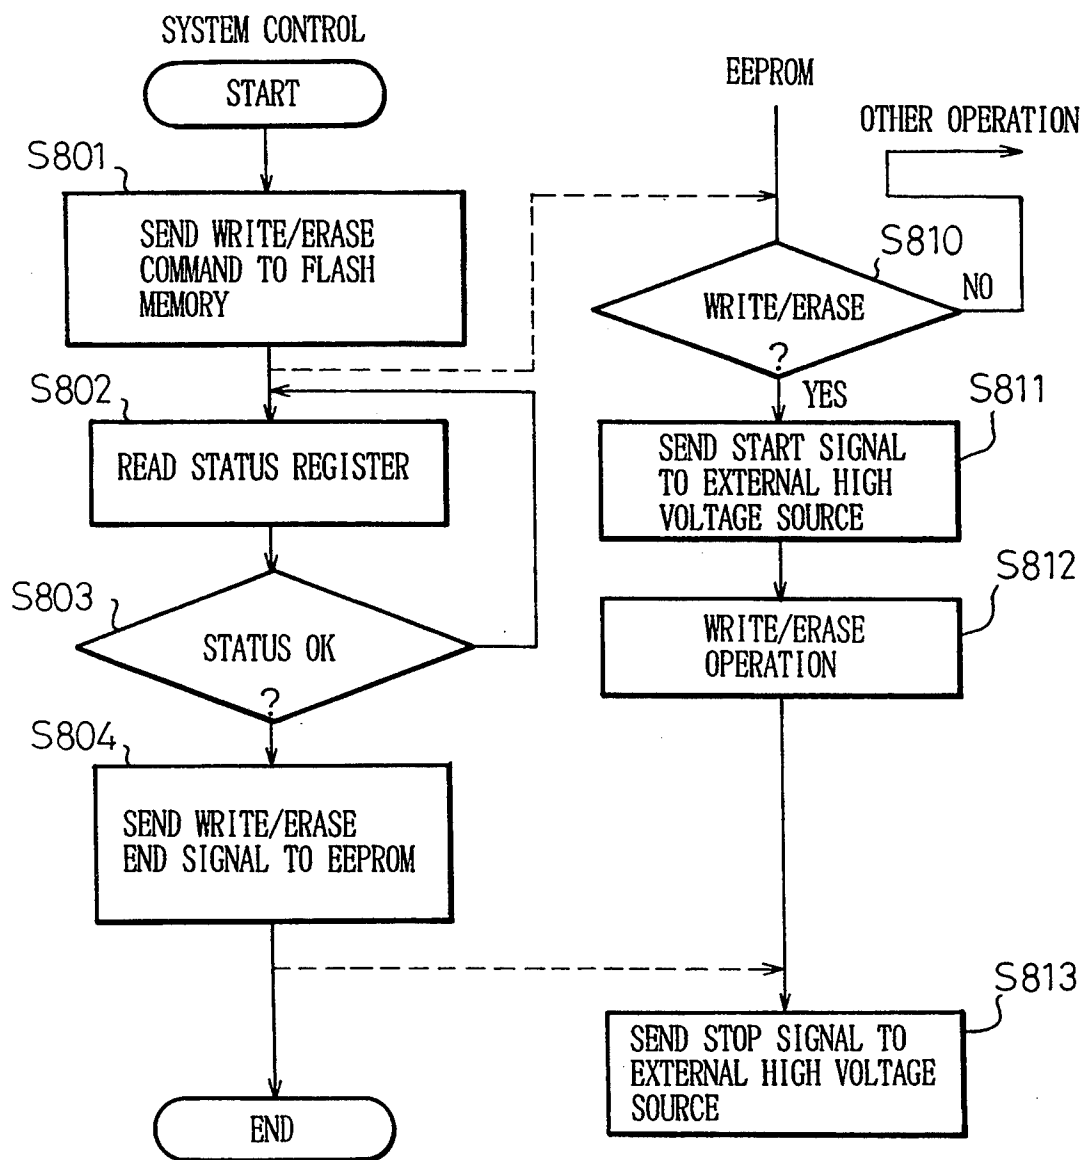 SYSTEM CONTROL
START
S801
SEND WRITE/ERASE
COMMAND TO FLASH
MEMORY
S802
READ STATUS REGISTER
S803
STATUS OK
?
S804
SEND WRITE/ERASE
END SIGNAL TO EEPROM
END
EEPROM
OTHER OPERATION
S810
WRITE/ERASE
?
NO
YES
S811
SEND START SIGNAL
TO EXTERNAL HIGH
VOLTAGE SOURCE
S812
WRITE/ERASE
OPERATION
S813
SEND STOP SIGNAL TO
EXTERNAL HIGH VOLTAGE
SOURCE